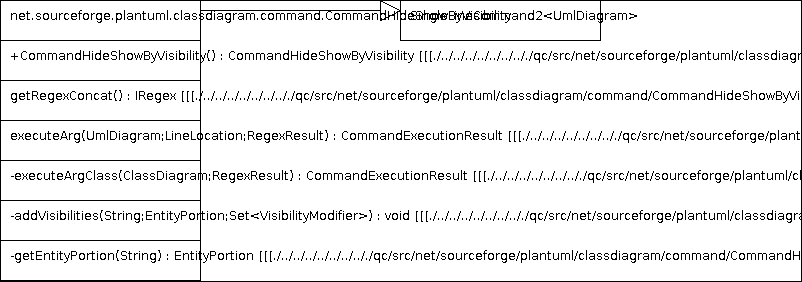 net.sourceforge.plantuml.classdiagram.command.CommandHideShowByVisibility
SingleLineCommand2<UmlDiagram>
+CommandHideShowByVisibility() : CommandHideShowByVisibility [[[./../../../../../../../../qc/src/net/sourceforge/plantuml/classdiagram
getRegexConcat() : IRegex [[[./../../../../../../../../qc/src/net/sourceforge/plantuml/classdiagram/command/CommandHideShowByVi
executeArg(UmlDiagram;LineLocation;RegexResult) : CommandExecutionResult [[[./../../../../../../../../qc/src/net/sourceforge/plant
-executeArgClass(ClassDiagram;RegexResult) : CommandExecutionResult [[[./../../../../../../../../qc/src/net/sourceforge/plantuml/cl
-addVisibilities(String;EntityPortion;Set<VisibilityModifier>) : void [[[./../../../../../../../../qc/src/net/sourceforge/plantuml/classdiagra
-getEntityPortion(String) : EntityPortion [[[./../../../../../../../../qc/src/net/sourceforge/plantuml/classdiagram/command/CommandH